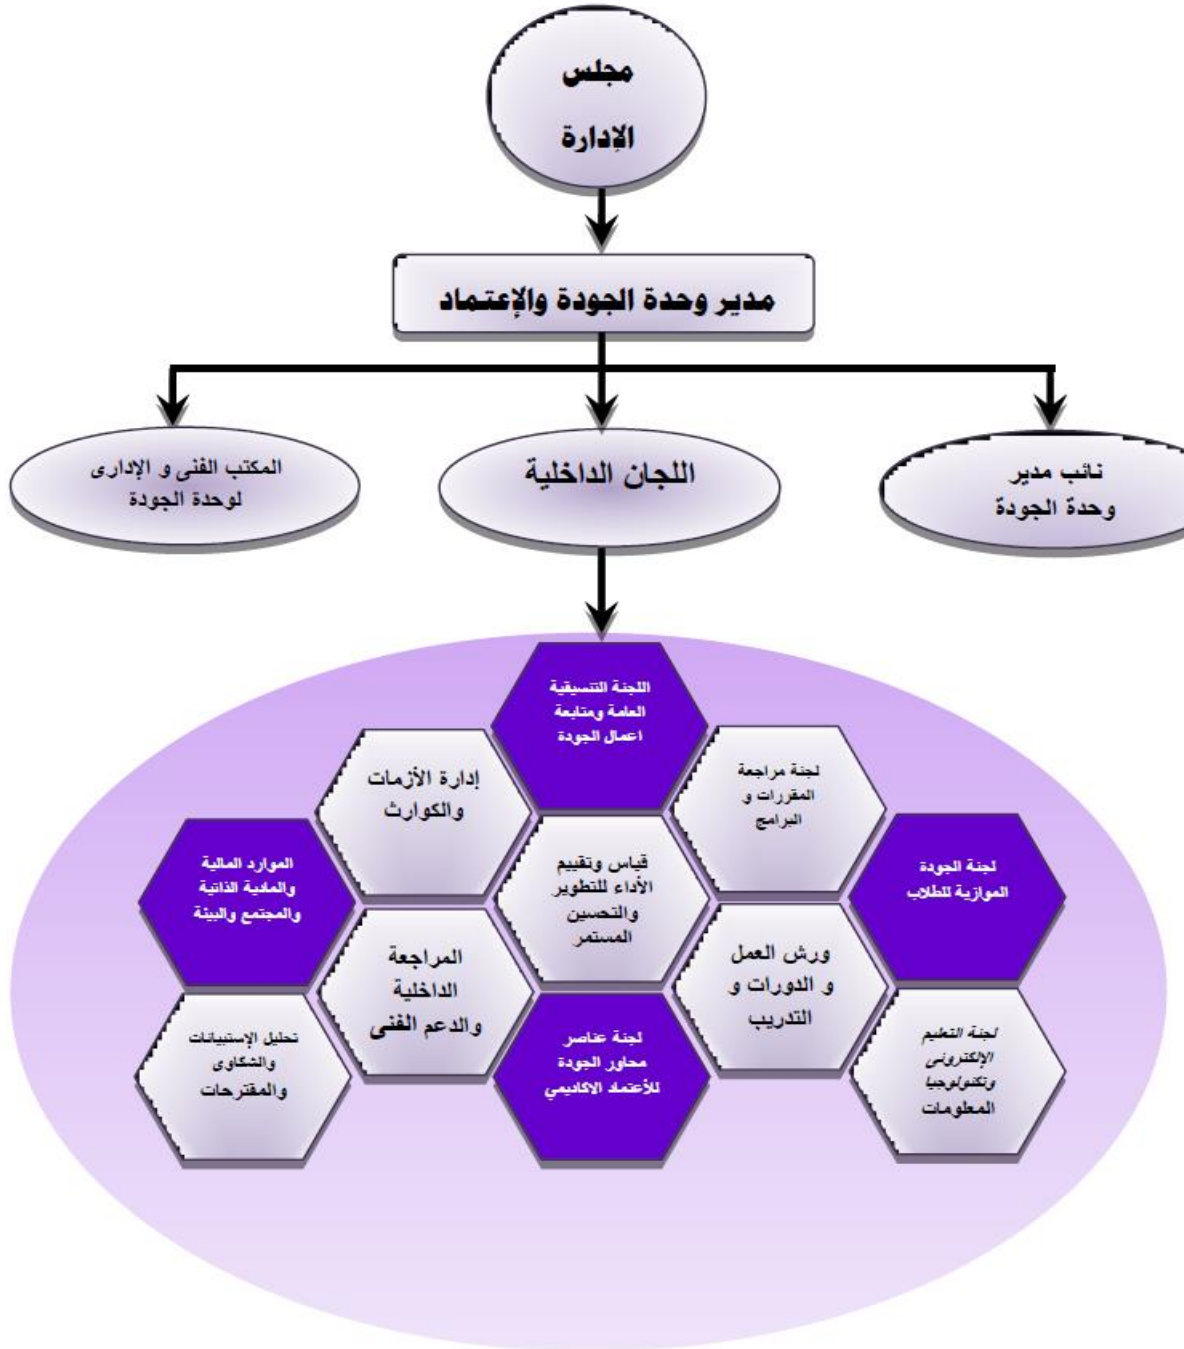 مجلس
الإدارة
مدير وحدة الجودة والإعتماد
نائب مدير
وحدة الجودة
اللجان الداخلية
المكتب الفنى و الإدارى
لوحدة الجودة
اللجنة التنسيقية
العامة ومتابعة
اعمال الجودة
لجنة مراجعة
المقررات و
البرامج
إدارة الأزمات
والكوارث
لجنة الجودة
الموازية للطلاب
قياس وتقييم
الأداء للتطوير
والتحسين
المستمر
الموارد المالية
والمادية الذاتية
والمجتمع والبيئة
ورش العمل
و الدورات و
التدريب
المراجعة
الداخلية
والدعم الفنى
لجنة التعليم
الإلكترونى
وتكنولوجيا
المعلومات
لجنة عناصر
محاور الجودة
للأعتماد الاكاديمي
تحليل الإستبيانات
والشكاوى
والمقترحات